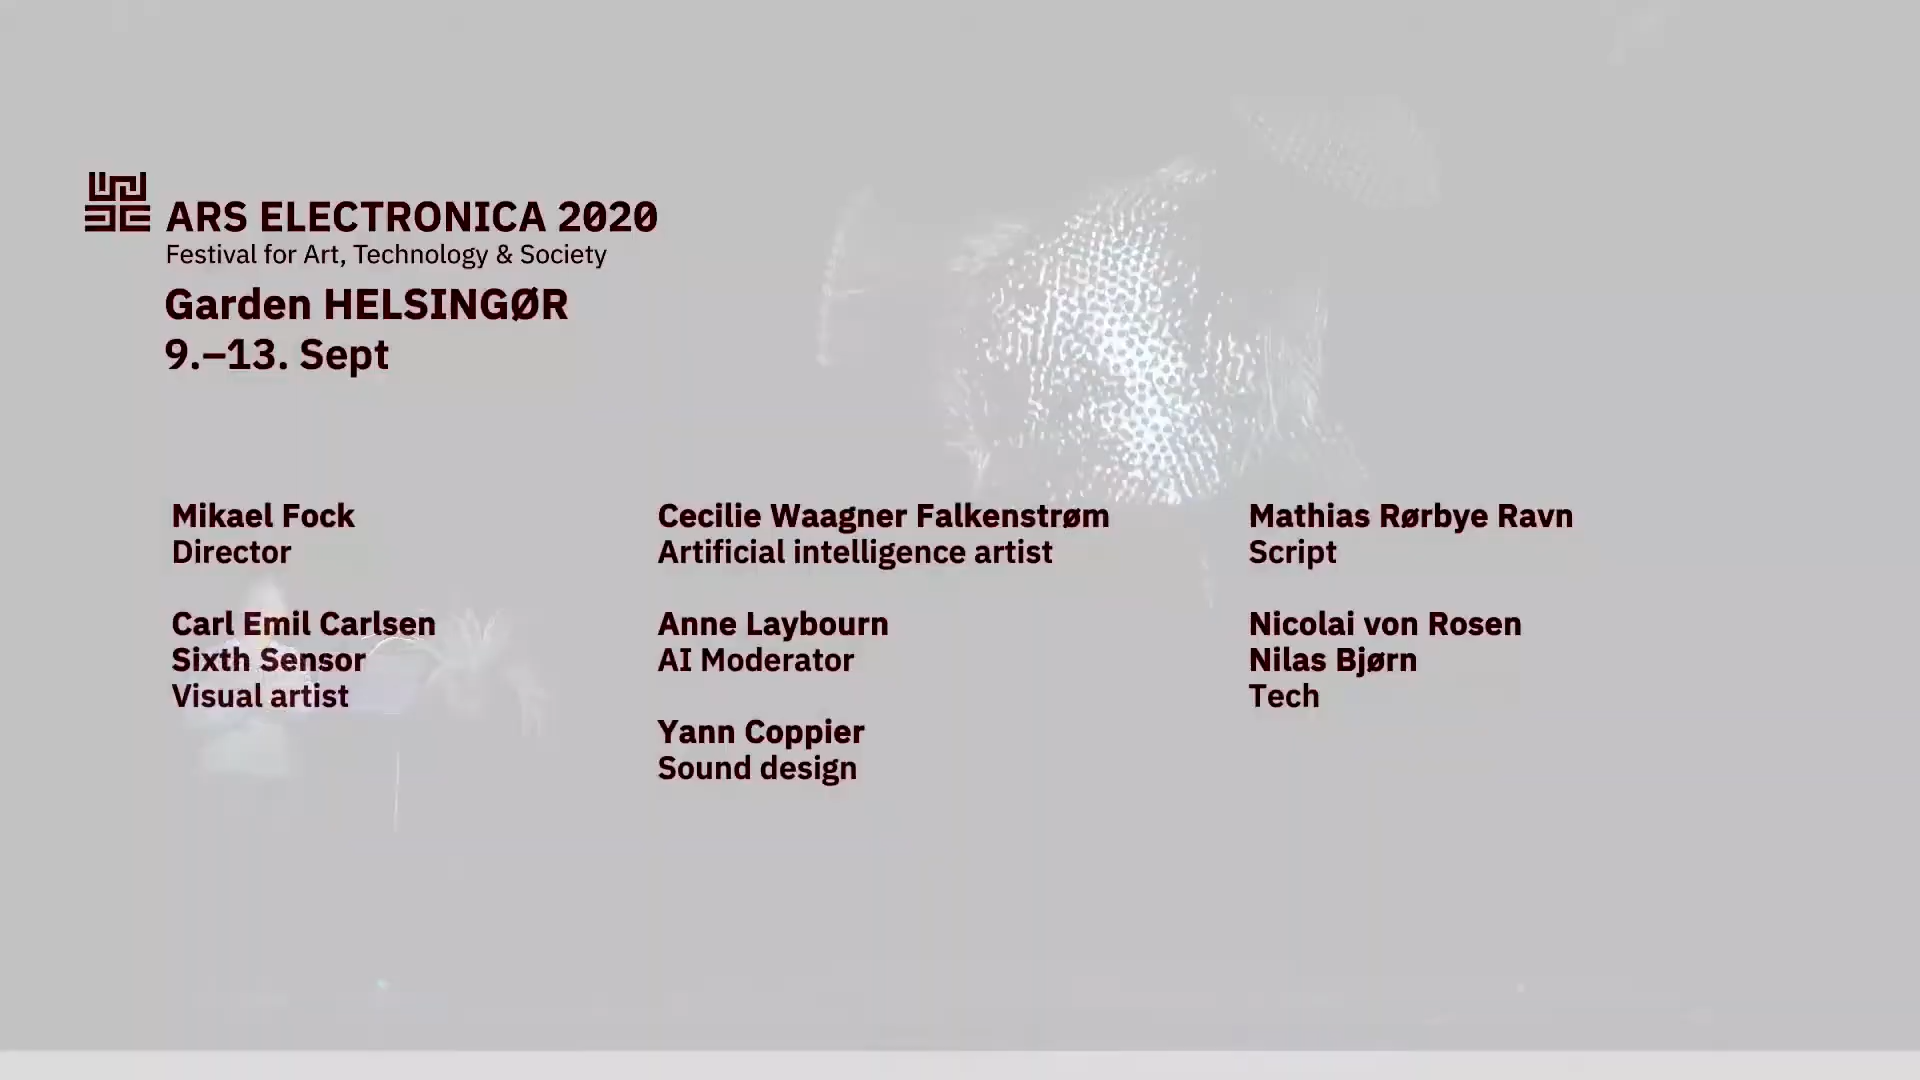 ARS ELECTRONICA 2020
Festival for Art, Technology & Society
Garden HELSINGØR
9.–13. Sept
Mikael Fock
Director
Carl Emil Carlsen
Sixth Sensor
Visual artist
Cecilie Waagner Falkenstrøm
Artificial intelligence artist
Anne Laybourn
AI Moderator
Yann Coppier
Sound design
Mathias Rørbye Ravn
Script
Nicolai von Rosen
Nilas Bjørn
Tech